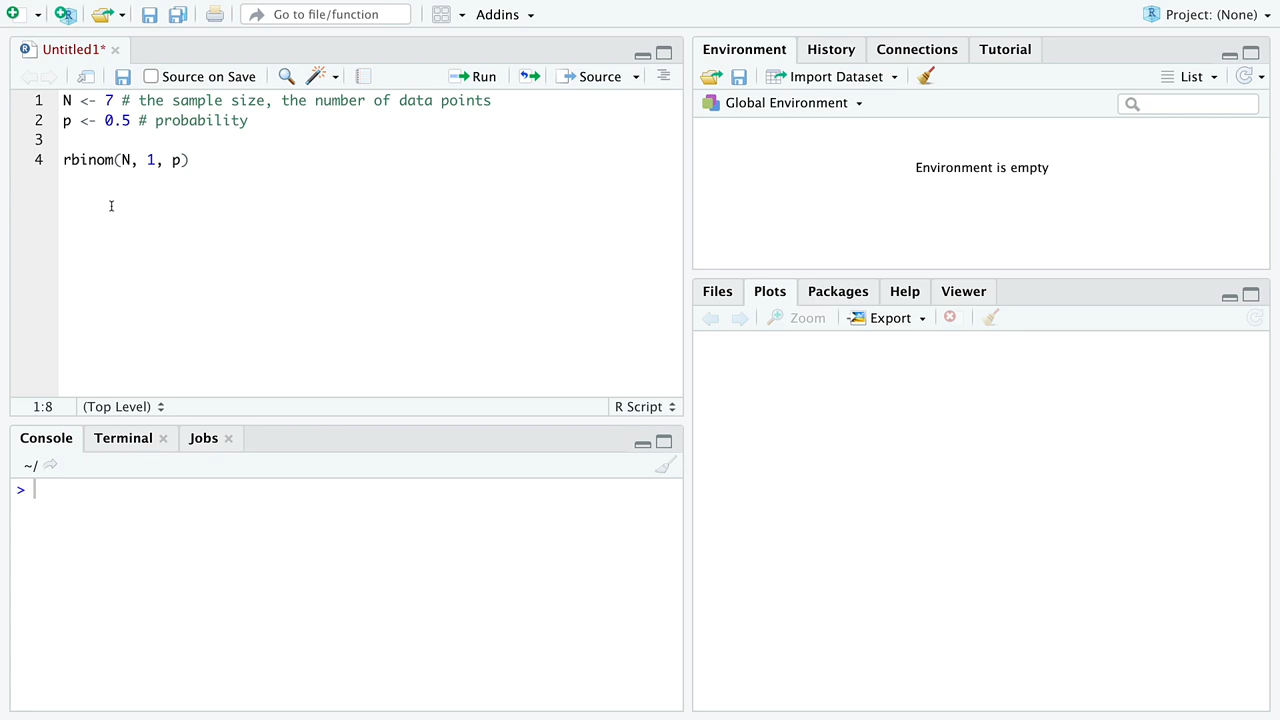 Go to file/function
Addins
Project: (None)
Untitled1*
Source on Save
Run
Source
1 N <- 7 # the sample size, the number of data points
2 p <- 0.5 # probability
3
4 rbinom(N, 1, p)
1:8
(Top Level)
R Script
Console
Terminal
Jobs
~/
>
Environment
History
Connections
Tutorial
Import Dataset
List
Global Environment
Environment is empty
Files
Plots
Packages
Help
Viewer
Zoom
Export